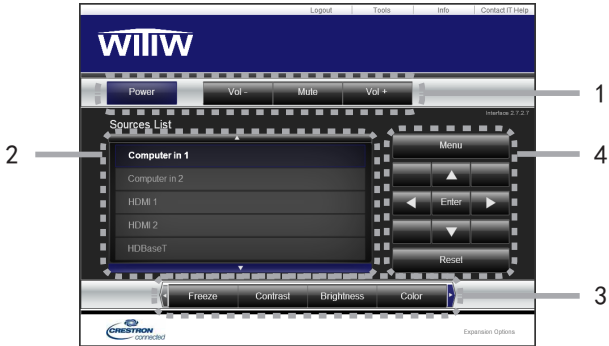 Logout Tools Info Contact IT Help
Power Vol - Mute Vol + 1
Interface 2.7.2.7
Sources List
2 Computer in 1 Menu 4
Computer in 2
HDMI 1 Enter
HDMI 2
HDBaseT Reset
Freeze Contrast Brightness Color 3
CRESTRON connected Expansion Options